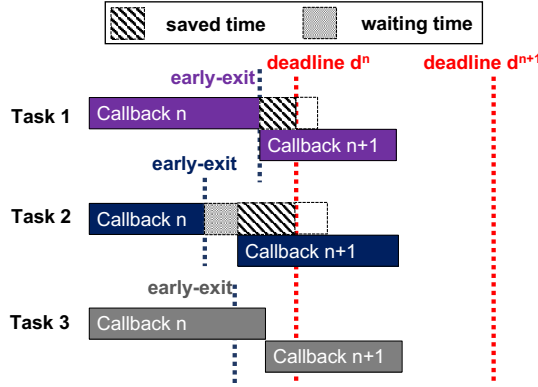 saved time
waiting time
deadline dⁿ
deadline dⁿ⁺¹
early-exit
Task 1
Callback n
Callback n+1
early-exit
Task 2
Callback n
Callback n+1
early-exit
Task 3
Callback n
Callback n+1